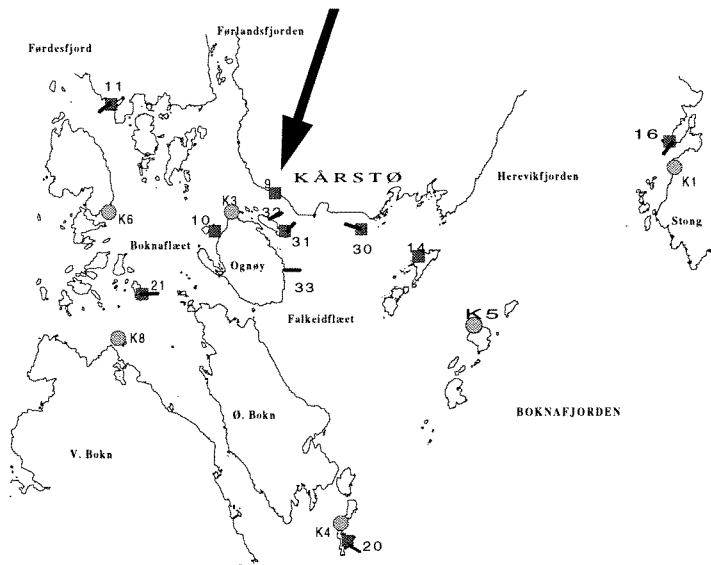 Førlandsfjorden
Førdesfjord
11
16
9
KÅRSTØ
Herevikfjorden
K1
K3
32
K6
10
31
30
Stong
Boknaflæet
14
Ognøy
33
21
Falkeidflæet
K5
K8
Ø. Bokn
BOKNAFJORDEN
V. Bokn
K4
20